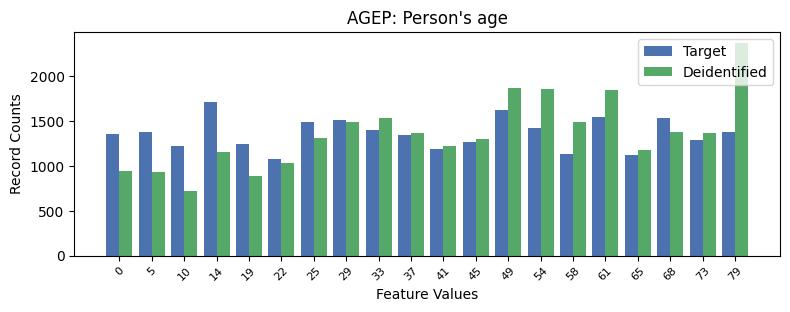 AGEP: Person's age
Target
Deidentified
Record Counts
2000
1500
1000
500
0
0 5 10 14 19 22 25 29 33 37 41 45 49 54 58 61 65 68 73 79
Feature Values